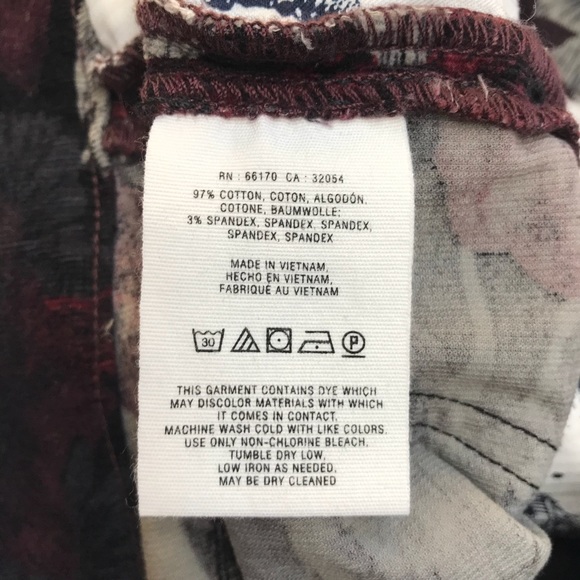 RN : 66170 CA : 32054
97% COTTON, COTON, ALGODÓN,
COTONE, BAUMWOLLE;
3% SPANDEX, SPANDEX, SPANDEX,
SPANDEX, SPANDEX
MADE IN VIETNAM,
HECHO EN VIETNAM,
FABRIQUÉ AU VIETNAM
30 P
THIS GARMENT CONTAINS DYE WHICH
MAY DISCOLOR MATERIALS WITH WHICH
IT COMES IN CONTACT.
MACHINE WASH COLD WITH LIKE COLORS.
USE ONLY NON-CHLORINE BLEACH.
TUMBLE DRY LOW.
LOW IRON AS NEEDED.
MAY BE DRY CLEANED